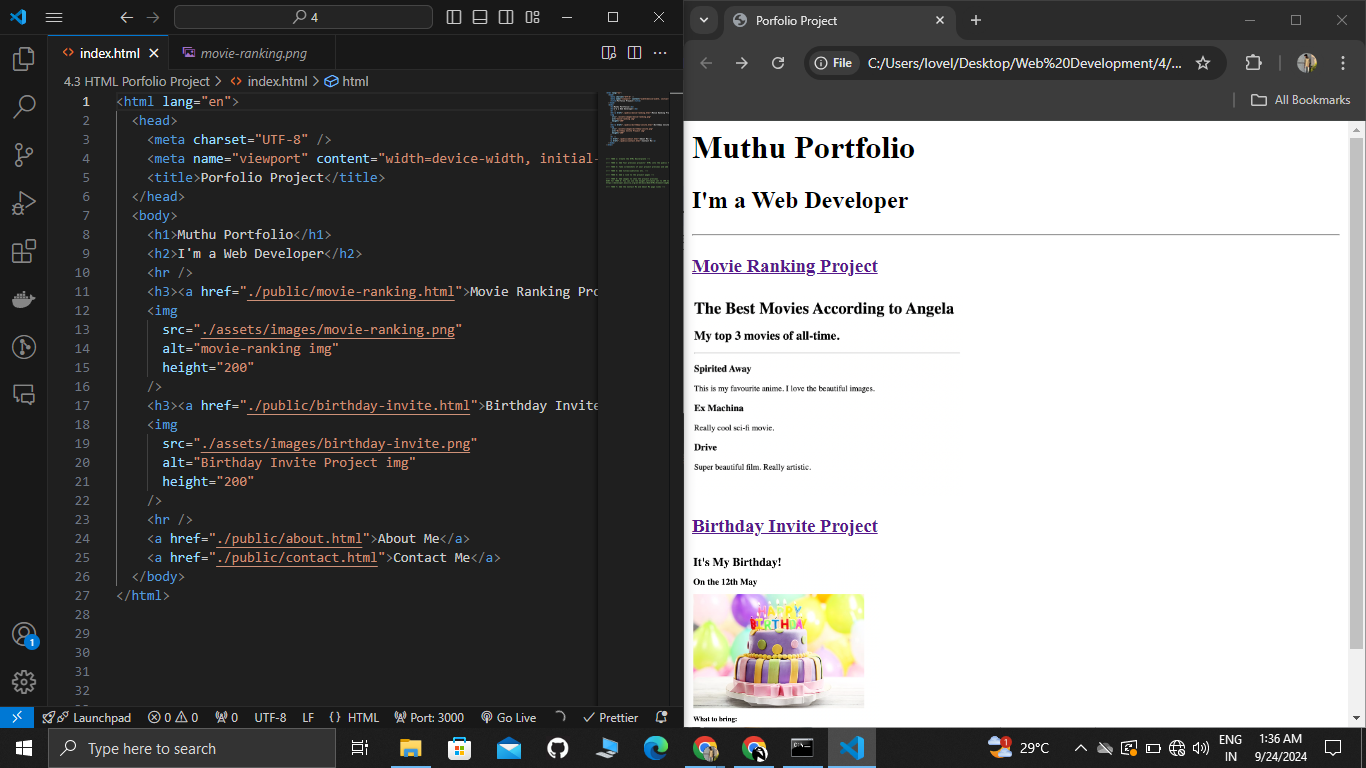 4
index.html
movie-ranking.png
4.3 HTML Porfolio Project > index.html > html
1 <html lang="en">
2 <head>
3 <meta charset="UTF-8" />
4 <meta name="viewport" content="width=device-width, initial-
5 <title>Porfolio Project</title>
6 </head>
7 <body>
8 <h1>Muthu Portfolio</h1>
9 <h2>I'm a Web Developer</h2>
10 <hr />
11 <h3><a href="./public/movie-ranking.html">Movie Ranking Pro
12 <img
13 src="./assets/images/movie-ranking.png"
14 alt="movie-ranking img"
15 height="200"
16 />
17 <h3><a href="./public/birthday-invite.html">Birthday Invite
18 <img
19 src="./assets/images/birthday-invite.png"
20 alt="Birthday Invite Project img"
21 height="200"
22 />
23 <hr />
24 <a href="./public/about.html">About Me</a>
25 <a href="./public/contact.html">Contact Me</a>
26 </body>
27 </html>
28
29
30
31
32
1
Launchpad 0 0 0 UTF-8 LF {} HTML Port: 3000 Go Live Prettier
Porfolio Project
File C:/Users/lovel/Desktop/Web%20Development/4/...
All Bookmarks
Muthu Portfolio
I'm a Web Developer
Movie Ranking Project
The Best Movies According to Angela
My top 3 movies of all-time.
Spirited Away
This is my favourite anime. I love the beautiful images.
Ex Machina
Really cool sci-fi movie.
Drive
Super beautiful film. Really artistic.
Birthday Invite Project
It's My Birthday!
On the 12th May
HAPPY
BIRTHDAY
What to bring:
Type here to search
1
29°C
ENG
IN
1:36 AM
9/24/2024